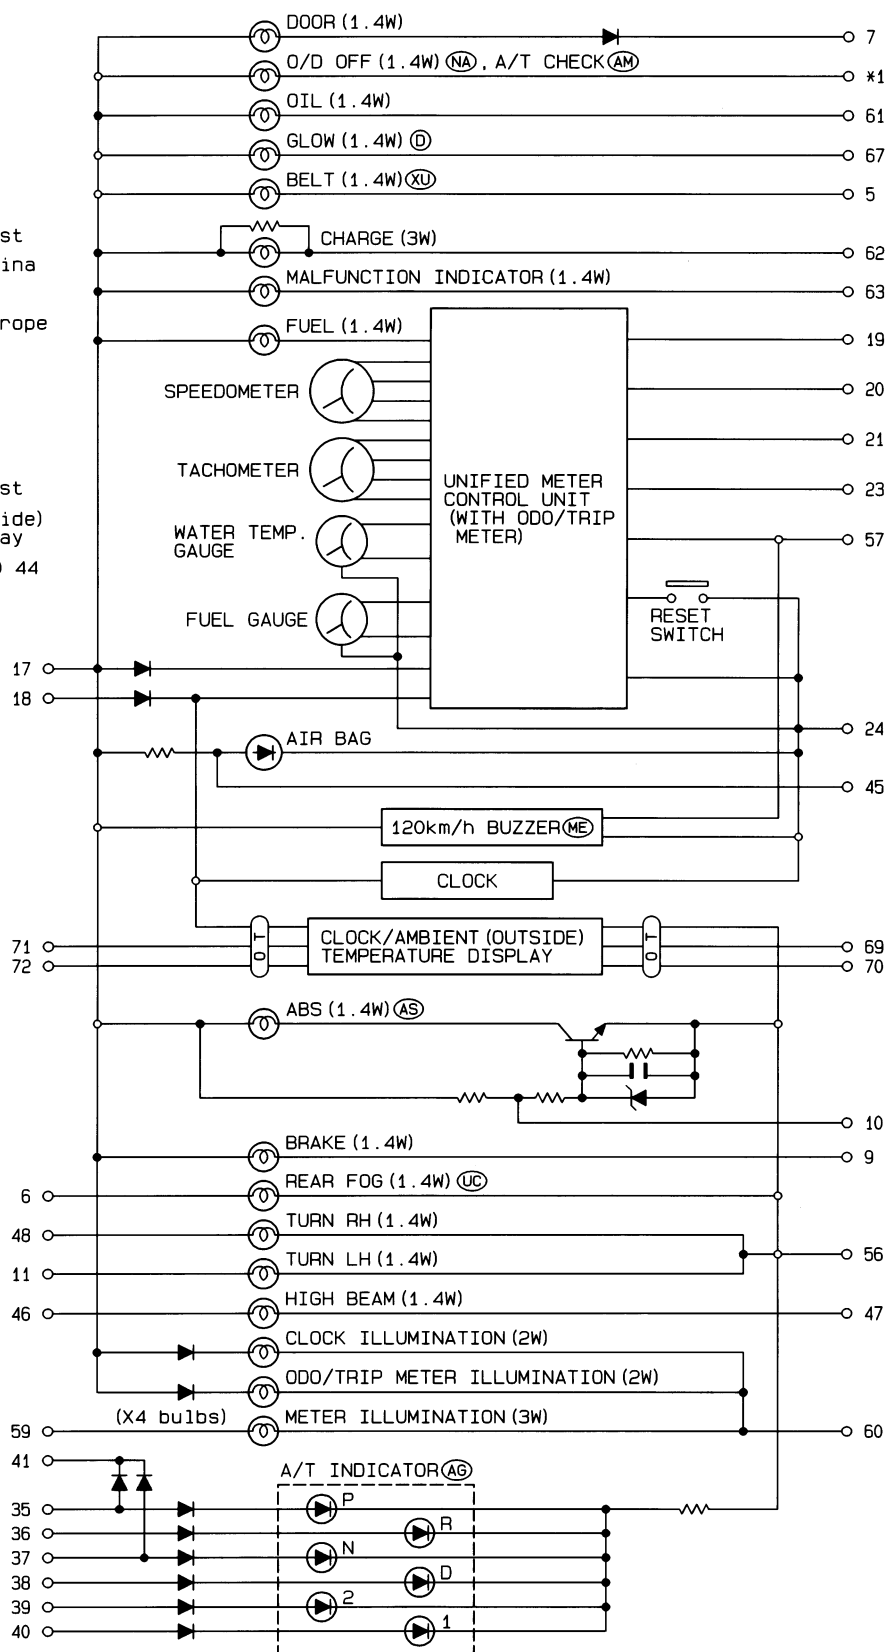 DOOR (1.4W)
7
O/D OFF (1.4W) NA , A/T CHECK AM
*1
OIL (1.4W)
61
GLOW (1.4W) D
67
BELT (1.4W) XU
5
st
CHARGE (3W)
62
ina
MALFUNCTION INDICATOR (1.4W)
63
rope
FUEL (1.4W)
19
SPEEDOMETER
20
21
TACHOMETER
UNIFIED METER
CONTROL UNIT
(WITH ODO/TRIP
METER)
st
23
ide)
ay
WATER TEMP.
GAUGE
57
44
FUEL GAUGE
RESET
SWITCH
17
18
24
AIR BAG
45
120km/h BUZZER ME
CLOCK
71
OT
CLOCK/AMBIENT (OUTSIDE)
TEMPERATURE DISPLAY
OT
69
72
70
ABS (1.4W) AS
10
BRAKE (1.4W)
9
6
REAR FOG (1.4W) UC
48
TURN RH (1.4W)
56
11
TURN LH (1.4W)
46
HIGH BEAM (1.4W)
47
CLOCK ILLUMINATION (2W)
ODO/TRIP METER ILLUMINATION (2W)
(X4 bulbs)
59
METER ILLUMINATION (3W)
60
41
A/T INDICATOR AG
35
P
36
R
37
N
38
D
39
2
40
1